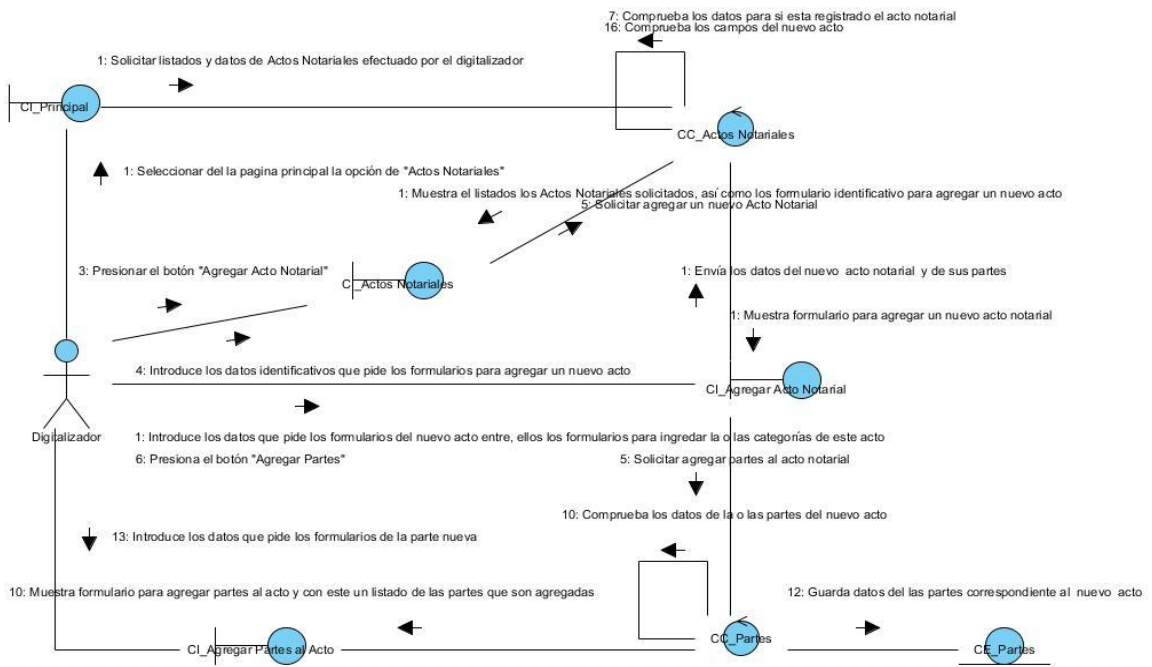 7: Comprueba los datos para si esta registrado el acto notarial
16: Comprueba los campos del nuevo acto
1: Solicitar listados y datos de Actos Notariales efectuado por el digitalizador
CI_Principal
CC_Actos Notariales
1: Seleccionar del la pagina principal la opción de "Actos Notariales"
1: Muestra el listados los Actos Notariales solicitados, así como los formulario identificativo para agregar un nuevo acto
5: Solicitar agregar un nuevo Acto Notarial
3: Presionar el botón "Agregar Acto Notarial"
CI_Actos Notariales
1: Envía los datos del nuevo acto notarial y de sus partes
1: Muestra formulario para agregar un nuevo acto notarial
4: Introduce los datos identificativos que pide los formularios para agregar un nuevo acto
CI_Agregar Acto Notarial
Digitalizador
1: Introduce los datos que pide los formularios del nuevo acto entre, ellos los formularios para ingredar la o las categorías de este acto
6: Presiona el botón "Agregar Partes"
5: Solicitar agregar partes al acto notarial
10: Comprueba los datos de la o las partes del nuevo acto
13: Introduce los datos que pide los formularios de la parte nueva
10: Muestra formulario para agregar partes al acto y con este un listado de las partes que son agregadas
12: Guarda datos del las partes correspondiente al nuevo acto
CI_Agregar Partes al Acto
CC_Partes
CE_Partes